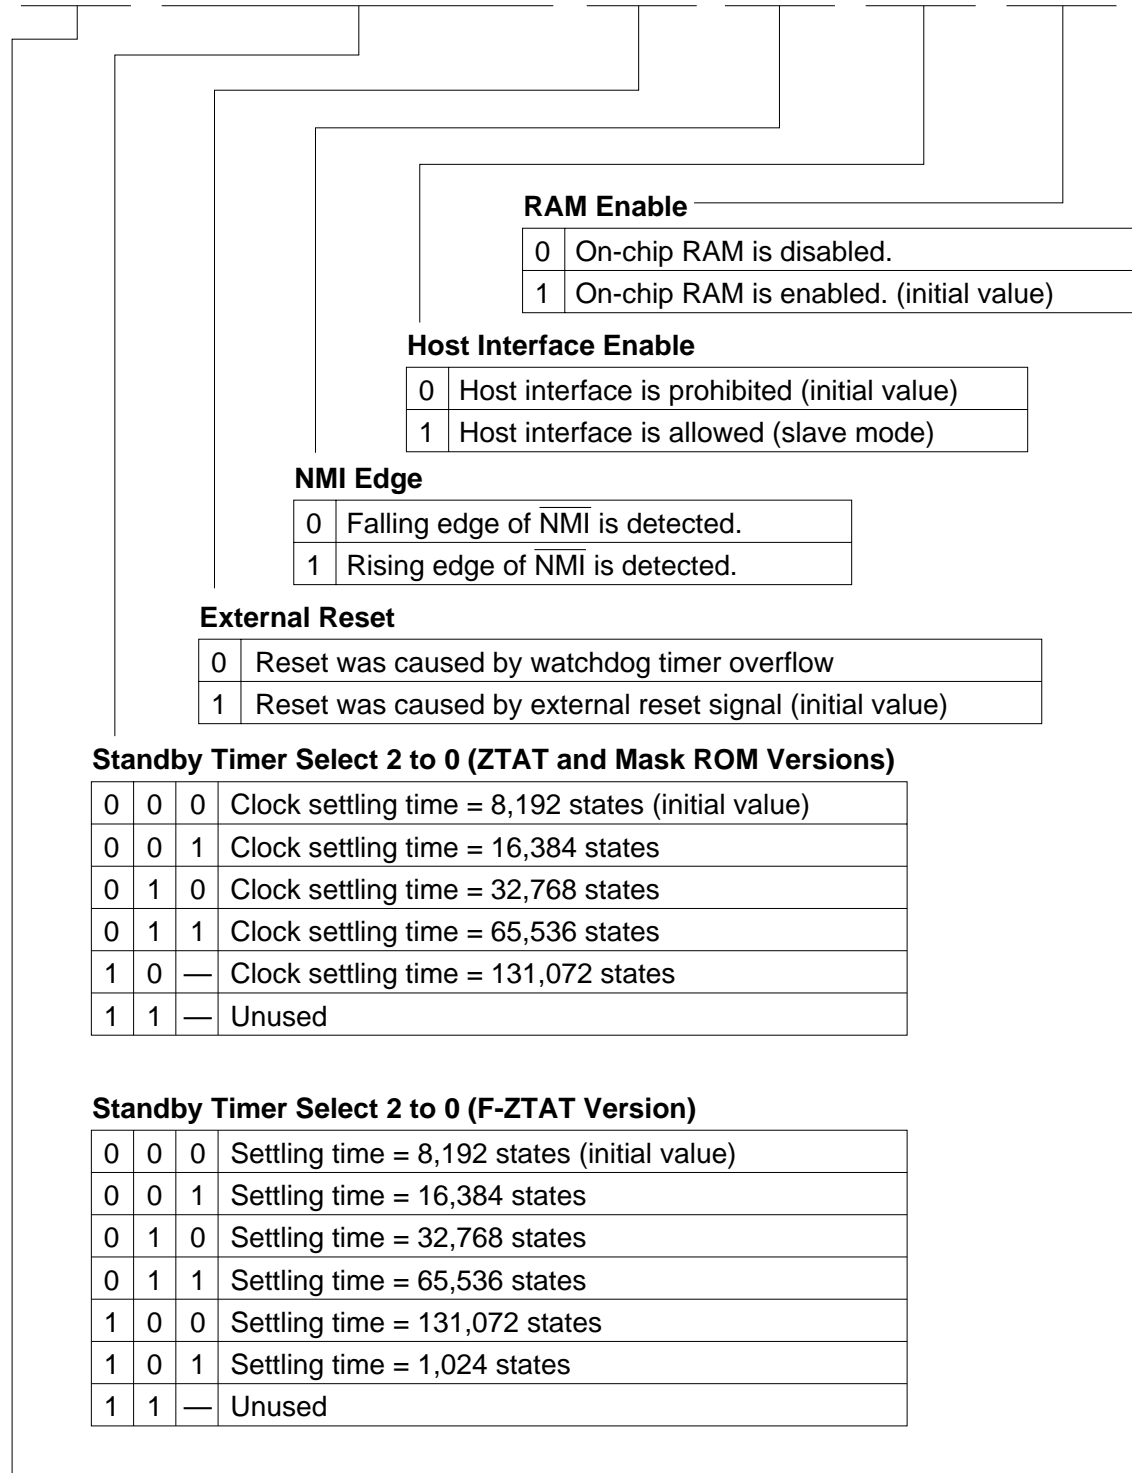 RAM Enable
0 On-chip RAM is disabled.
1 On-chip RAM is enabled. (initial value)
Host Interface Enable
0 Host interface is prohibited (initial value)
1 Host interface is allowed (slave mode)
NMI Edge
0 Falling edge of N̅M̅I̅ is detected.
1 Rising edge of N̅M̅I̅ is detected.
External Reset
0 Reset was caused by watchdog timer overflow
1 Reset was caused by external reset signal (initial value)
Standby Timer Select 2 to 0 (ZTAT and Mask ROM Versions)
0 0 0 Clock settling time = 8,192 states (initial value)
0 0 1 Clock settling time = 16,384 states
0 1 0 Clock settling time = 32,768 states
0 1 1 Clock settling time = 65,536 states
1 0 — Clock settling time = 131,072 states
1 1 — Unused
Standby Timer Select 2 to 0 (F-ZTAT Version)
0 0 0 Settling time = 8,192 states (initial value)
0 0 1 Settling time = 16,384 states
0 1 0 Settling time = 32,768 states
0 1 1 Settling time = 65,536 states
1 0 0 Settling time = 131,072 states
1 0 1 Settling time = 1,024 states
1 1 — Unused